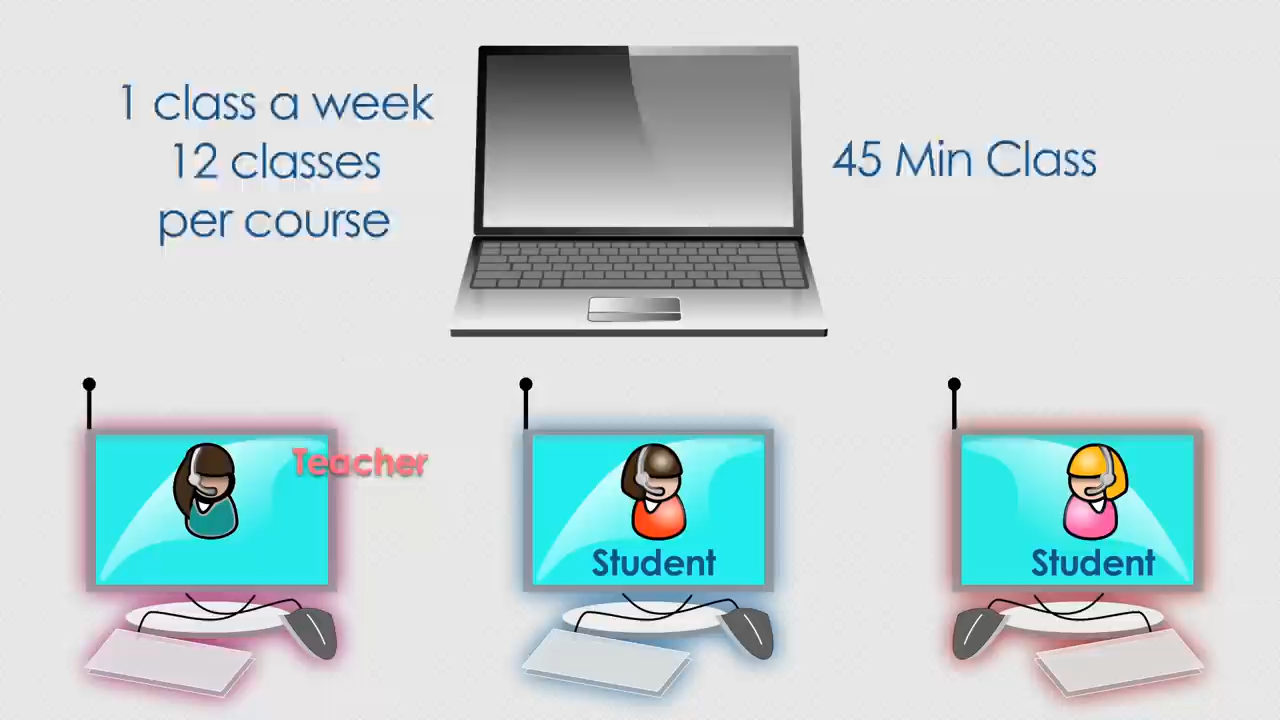 1 class a week
12 classes
per course
45 Min Class
Teacher
Student
Student